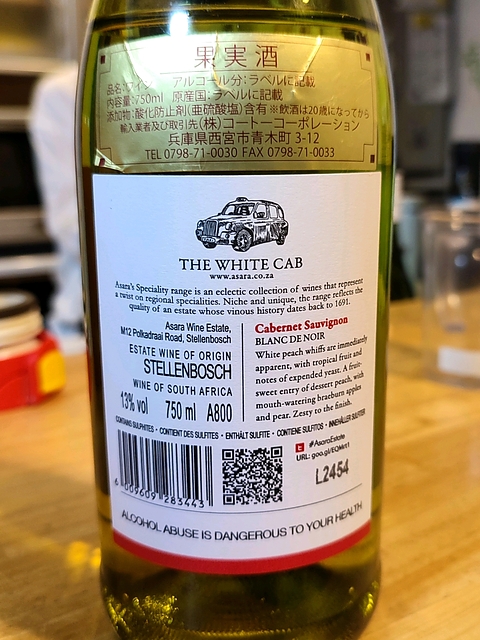 果実酒
品名:ワイン アルコール分:ラベルに記載
内容量:750ml 原産国:ラベルに記載
添加物:酸化防止剤(亜硫酸塩)含有 ※飲酒は20歳になってから
輸入業者及び取引先(株)コートーコーポレーション
兵庫県西宮市青木町 3-12
TEL 0798-71-0030 FAX 0798-71-0033
THE WHITE CAB
www.asara.co.za
Asara's Speciality range is an eclectic collection of wines that represent
a twist on regional specialities. Niche and unique, the range reflects the
quality of an estate whose vinous history dates back to 1691.
Asara Wine Estate,
M12 Polkadraai Road, Stellenbosch
ESTATE WINE OF ORIGIN
STELLENBOSCH
WINE OF SOUTH AFRICA
13% vol 750 ml A800
Cabernet Sauvignon
BLANC DE NOIR
White peach whiffs are immediately
apparent, with tropical fruit and
notes of expended yeast. A fruit-
sweet entry of dessert peach, with
mouth-watering braeburn apples
and pear. Zesty to the finish.
CONTAINS SULPHITES • CONTIENT DES SULFITES • ENTHÄLT SULFITE • CONTIENE SULFITOS • INNEHÅLLER SULFITER
#AsaraEstate
URL: goo.gl/EQWrt1
L2454
6 009609 283443
ALCOHOL ABUSE IS DANGEROUS TO YOUR HEALTH